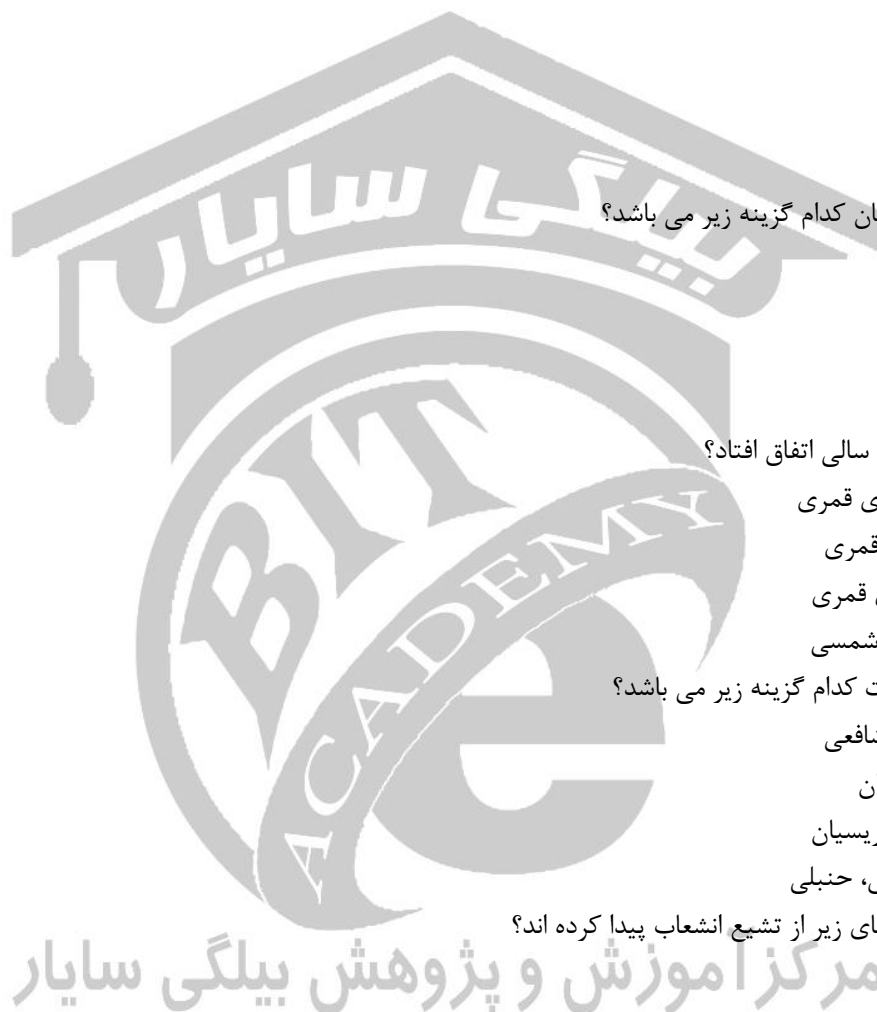 بیلگی سایار
ان کدام گزینه زیر می باشد؟
سالی اتفاق افتاد؟
ی قمری
قمری
قمری
شمسی
ت کدام گزینه زیر می باشد؟
شافعی
ان
ریسیان
ی، حنبلی
ای زیر از تشیع انشعاب پیدا کرده اند؟
BIT
ACADEMY
e
مرکز آموزش و پژوهش بیلگی سایار